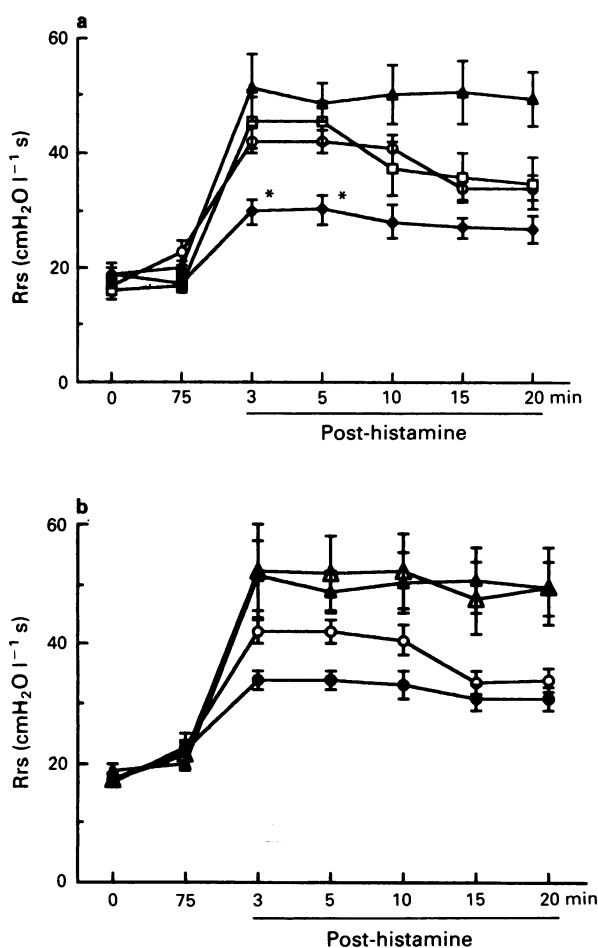 a
60
40
20
0
Rrs (cmH₂O l⁻¹ s)
* *
0 75 3 5 10 15 20 min
Post-histamine
b
60
40
20
0
Rrs (cmH₂O l⁻¹ s)
0 75 3 5 10 15 20 min
Post-histamine